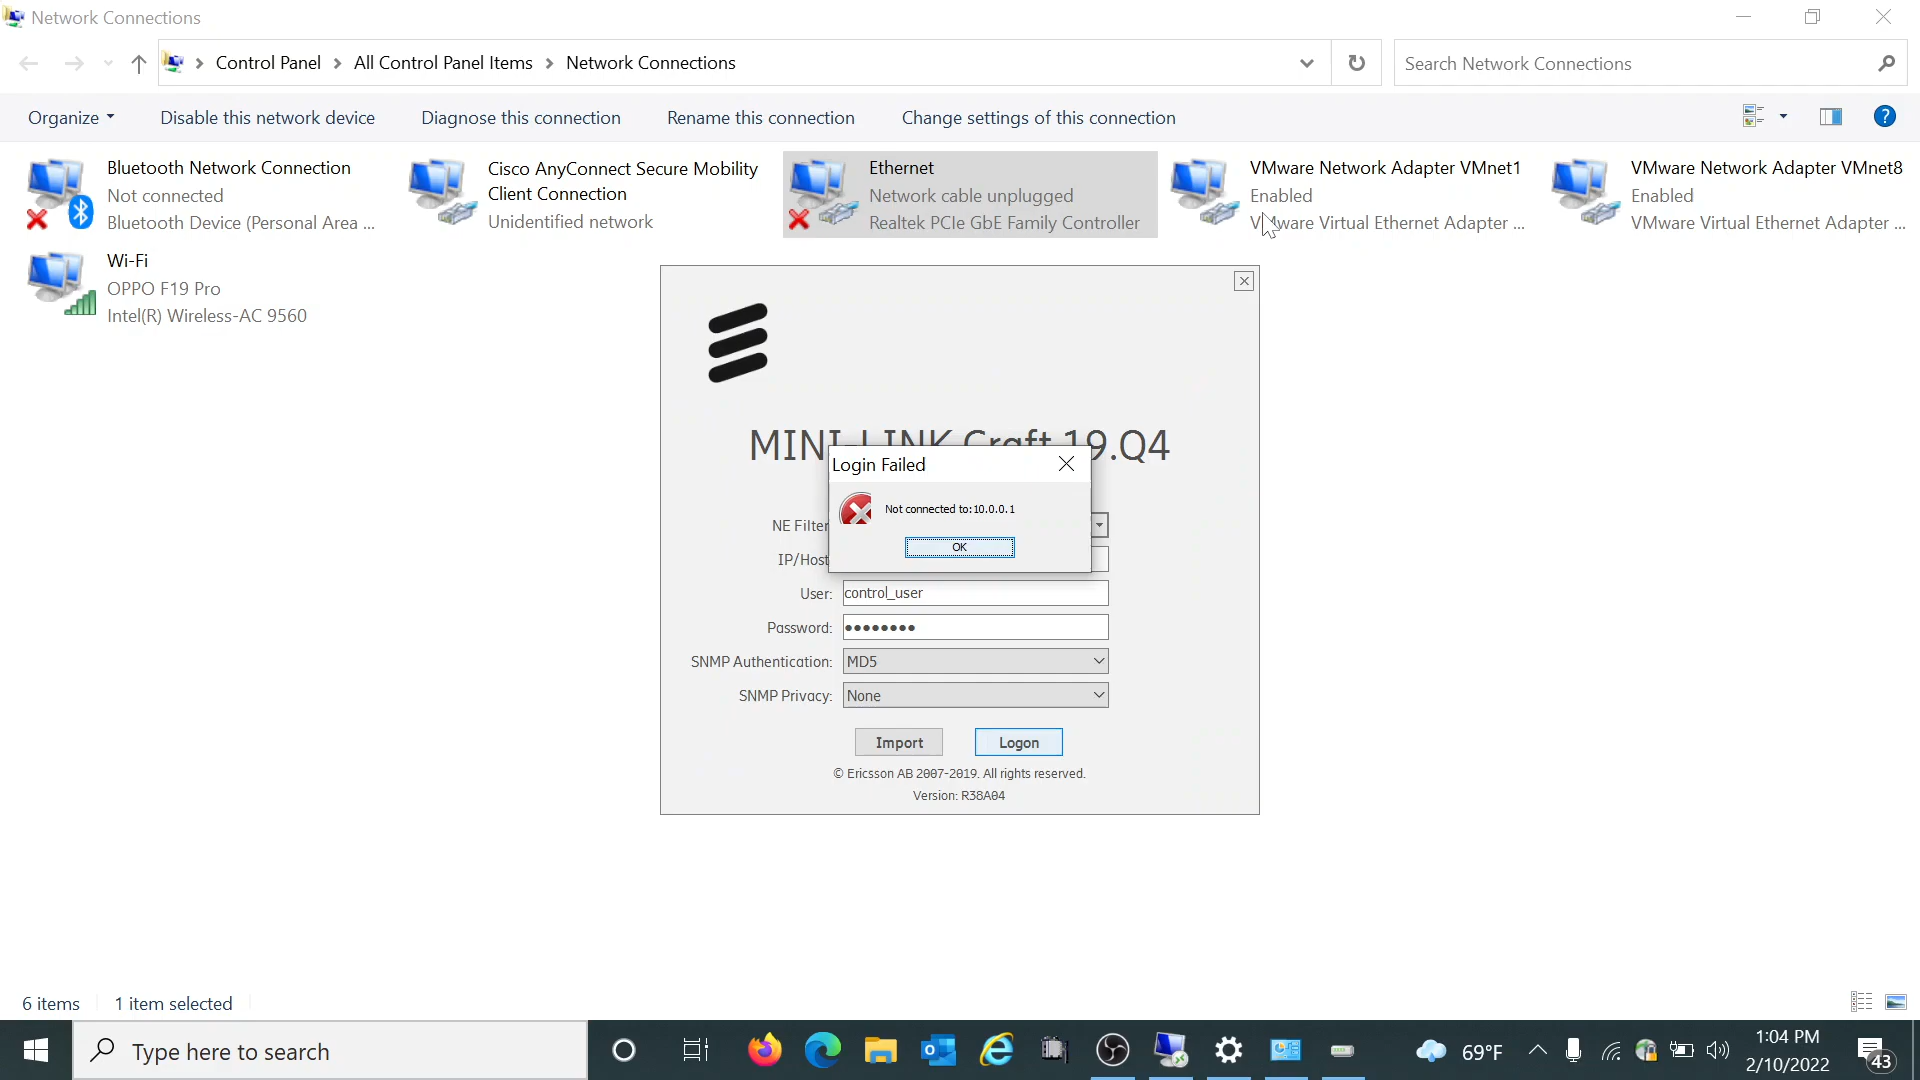 Network Connections
Control Panel > All Control Panel Items > Network Connections
Search Network Connections
Organize
Disable this network device
Diagnose this connection
Rename this connection
Change settings of this connection
Bluetooth Network Connection
Not connected
Bluetooth Device (Personal Area ...
Cisco AnyConnect Secure Mobility
Client Connection
Unidentified network
Ethernet
Network cable unplugged
Realtek PCIe GbE Family Controller
VMware Network Adapter VMnet1
Enabled
VMware Virtual Ethernet Adapter ...
VMware Network Adapter VMnet8
Enabled
VMware Virtual Ethernet Adapter ...
Wi-Fi
OPPO F19 Pro
Intel(R) Wireless-AC 9560
MINI-LINK Craft 19.Q4
Login Failed
Not connected to:10.0.0.1
OK
NE Filter
IP/Host
User:
control_user
Password:
SNMP Authentication:
MD5
SNMP Privacy:
None
Import
Logon
© Ericsson AB 2007-2019. All rights reserved.
Version: R38A04
6 items
1 item selected
Type here to search
69°F
1:04 PM
2/10/2022
43